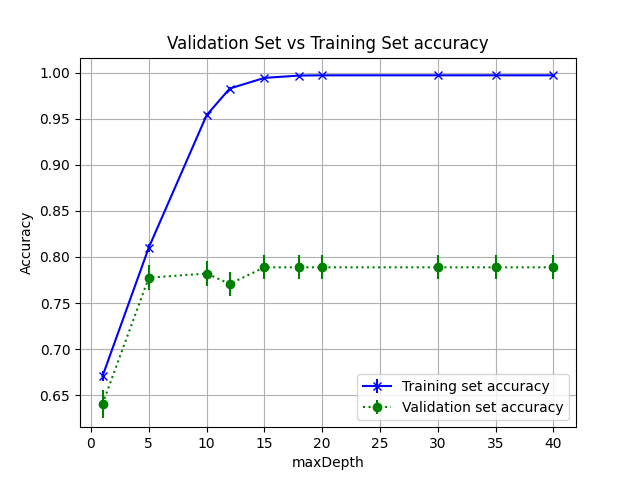 Validation Set vs Training Set accuracy
1.00
0.95
0.90
0.85
0.80
0.75
0.70
0.65
Accuracy
Training set accuracy
Validation set accuracy
0 5 10 15 20 25 30 35 40
maxDepth